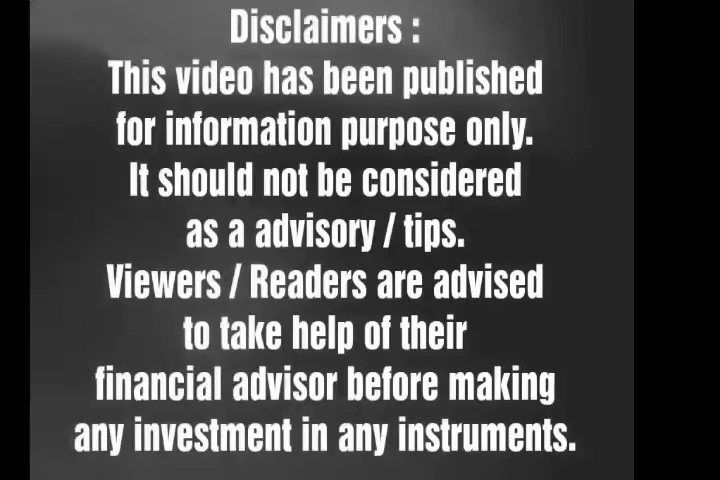 Disclaimers :
This video has been published
for information purpose only.
It should not be considered
as a advisory / tips.
Viewers / Readers are advised
to take help of their
financial advisor before making
any investment in any instruments.